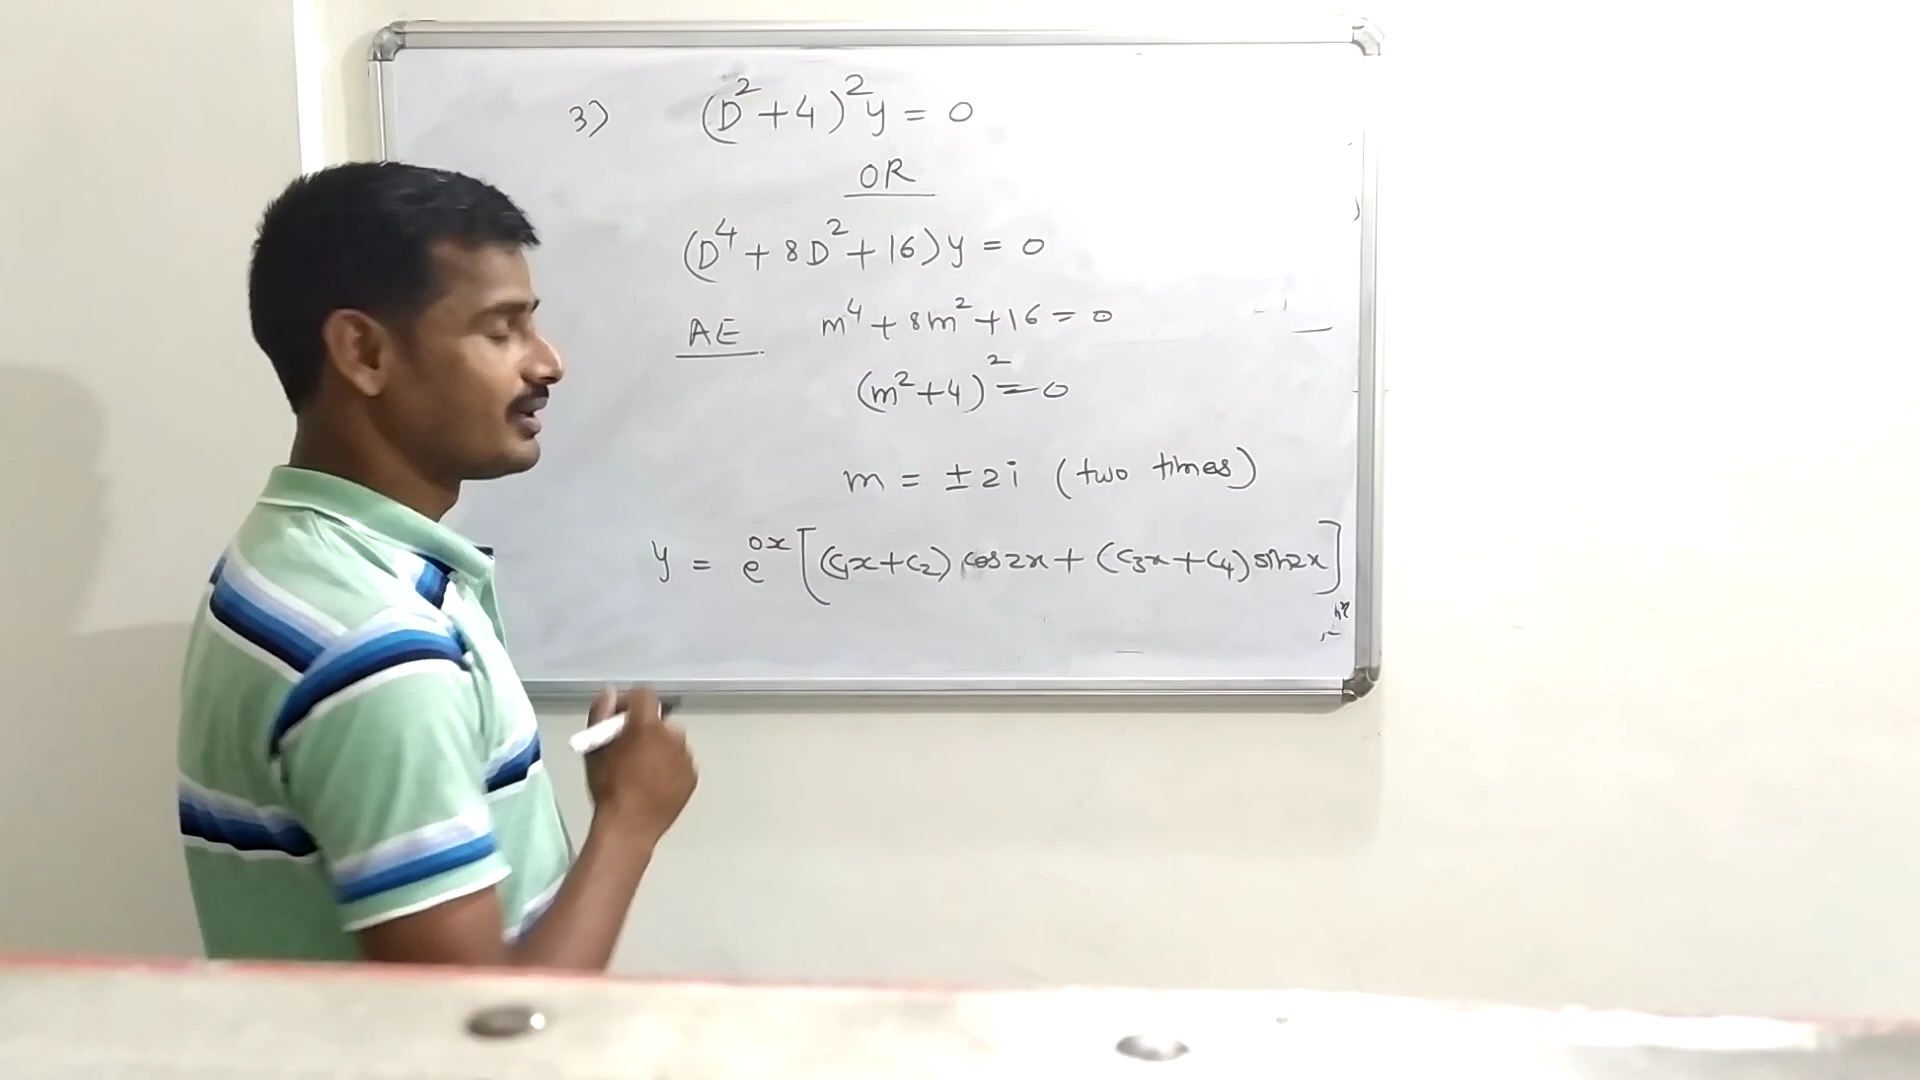 3) (D²+4)²y = 0
OR
(D⁴+8D²+16)y = 0
AE m⁴+8m²+16=0
(m²+4)²=0
m = ±2i (two times)
y = e⁰ˣ[(c₁x+c₂)cos2x+(c₃x+c₄)sin2x]